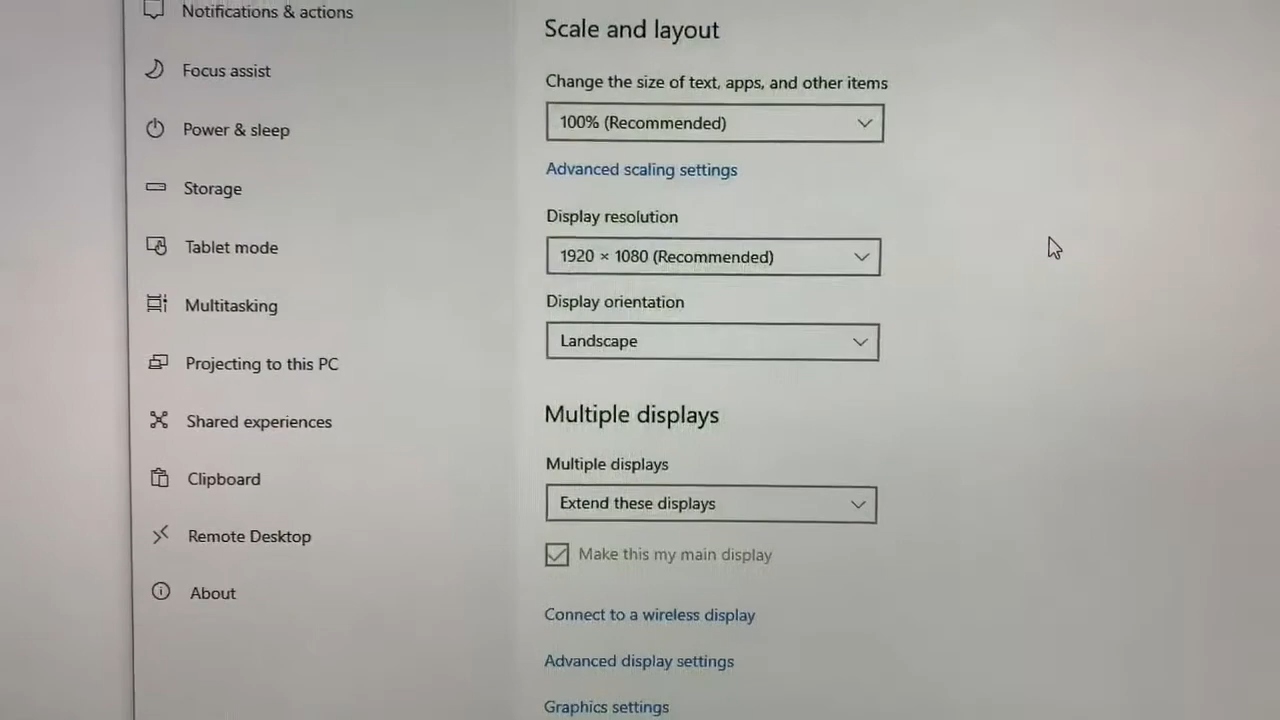 Notifications & actions
Focus assist
Power & sleep
Storage
Tablet mode
Multitasking
Projecting to this PC
Shared experiences
Clipboard
Remote Desktop
About
Scale and layout
Change the size of text, apps, and other items
100% (Recommended)
Advanced scaling settings
Display resolution
1920 × 1080 (Recommended)
Display orientation
Landscape
Multiple displays
Multiple displays
Extend these displays
Make this my main display
Connect to a wireless display
Advanced display settings
Graphics settings